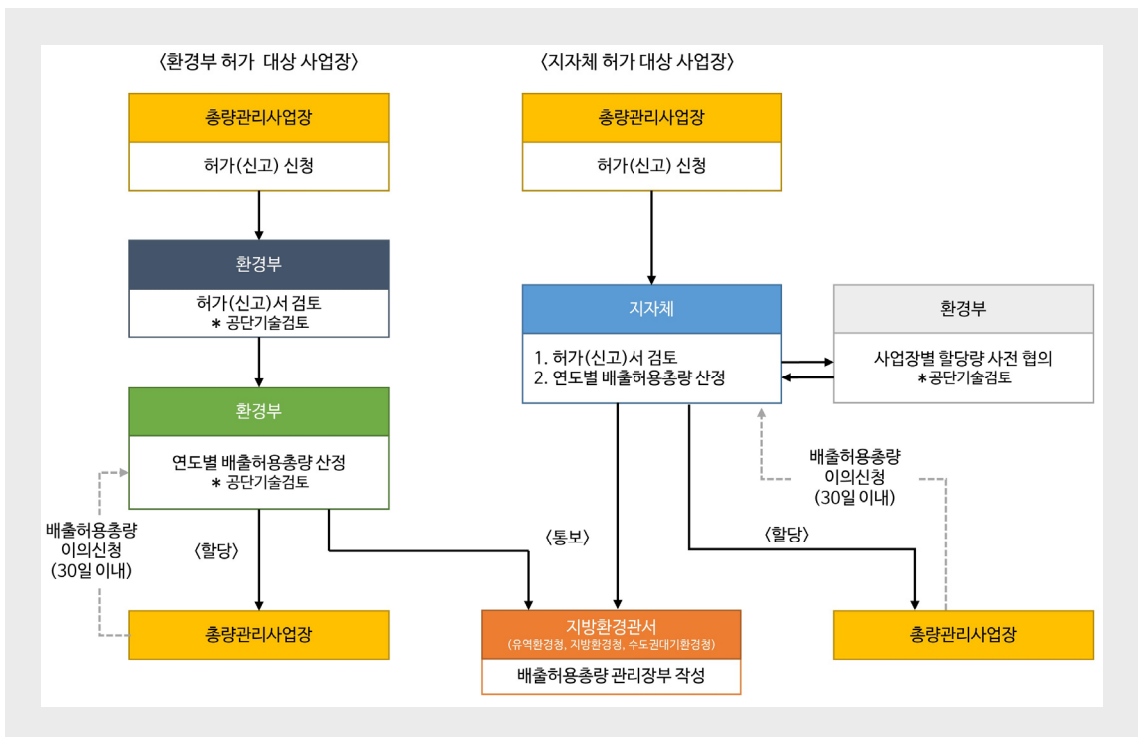 〈환경부 허가 대상 사업장〉
총량관리사업장
허가(신고) 신청
환경부
허가(신고)서 검토
* 공단기술검토
환경부
연도별 배출허용총량 산정
* 공단기술검토
배출허용총량
이의신청
(30일 이내)
〈할당〉
총량관리사업장
〈지자체 허가 대상 사업장〉
총량관리사업장
허가(신고) 신청
지자체
1. 허가(신고)서 검토
2. 연도별 배출허용총량 산정
환경부
사업장별 할당량 사전 협의
*공단기술검토
배출허용총량
이의신청
(30일 이내)
〈통보〉
〈할당〉
지방환경관서
(유역환경청, 지방환경청, 수도권대기환경청)
배출허용총량 관리장부 작성
총량관리사업장